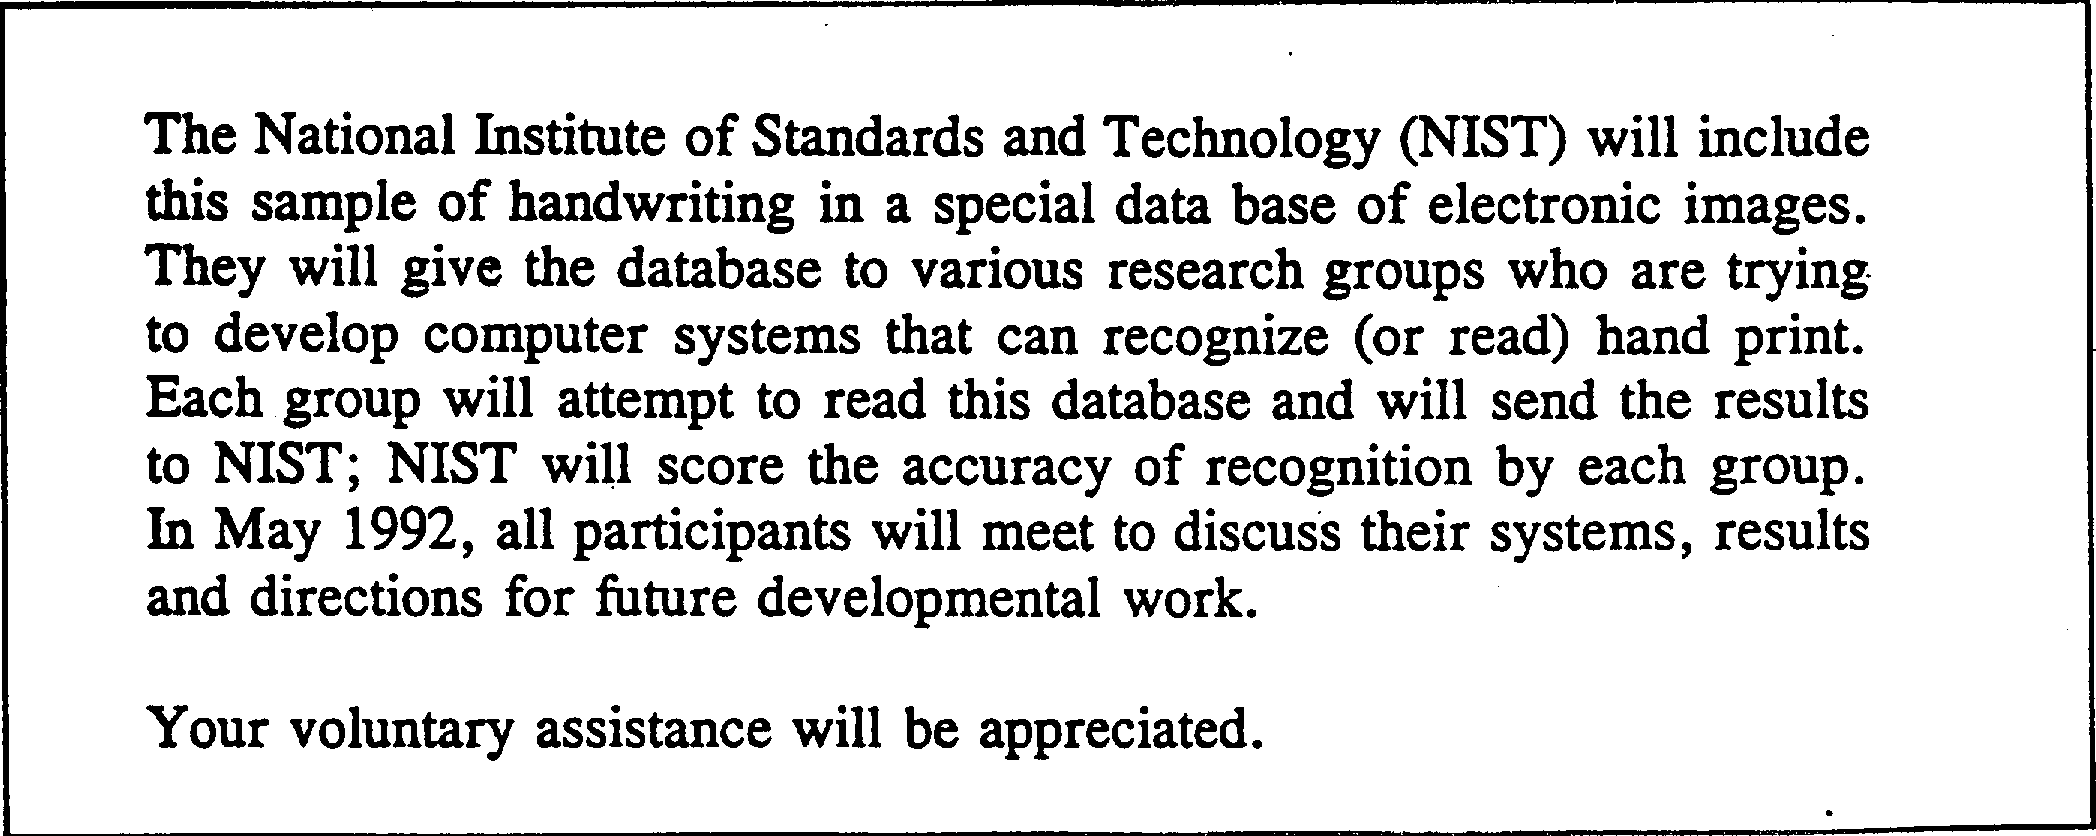 The National Institute of Standards and Technology (NIST) will include
this sample of handwriting in a special data base of electronic images.
They will give the database to various research groups who are trying
to develop computer systems that can recognize (or read) hand print.
Each group will attempt to read this database and will send the results
to NIST; NIST will score the accuracy of recognition by each group.
In May 1992, all participants will meet to discuss their systems, results
and directions for future developmental work.
Your voluntary assistance will be appreciated.